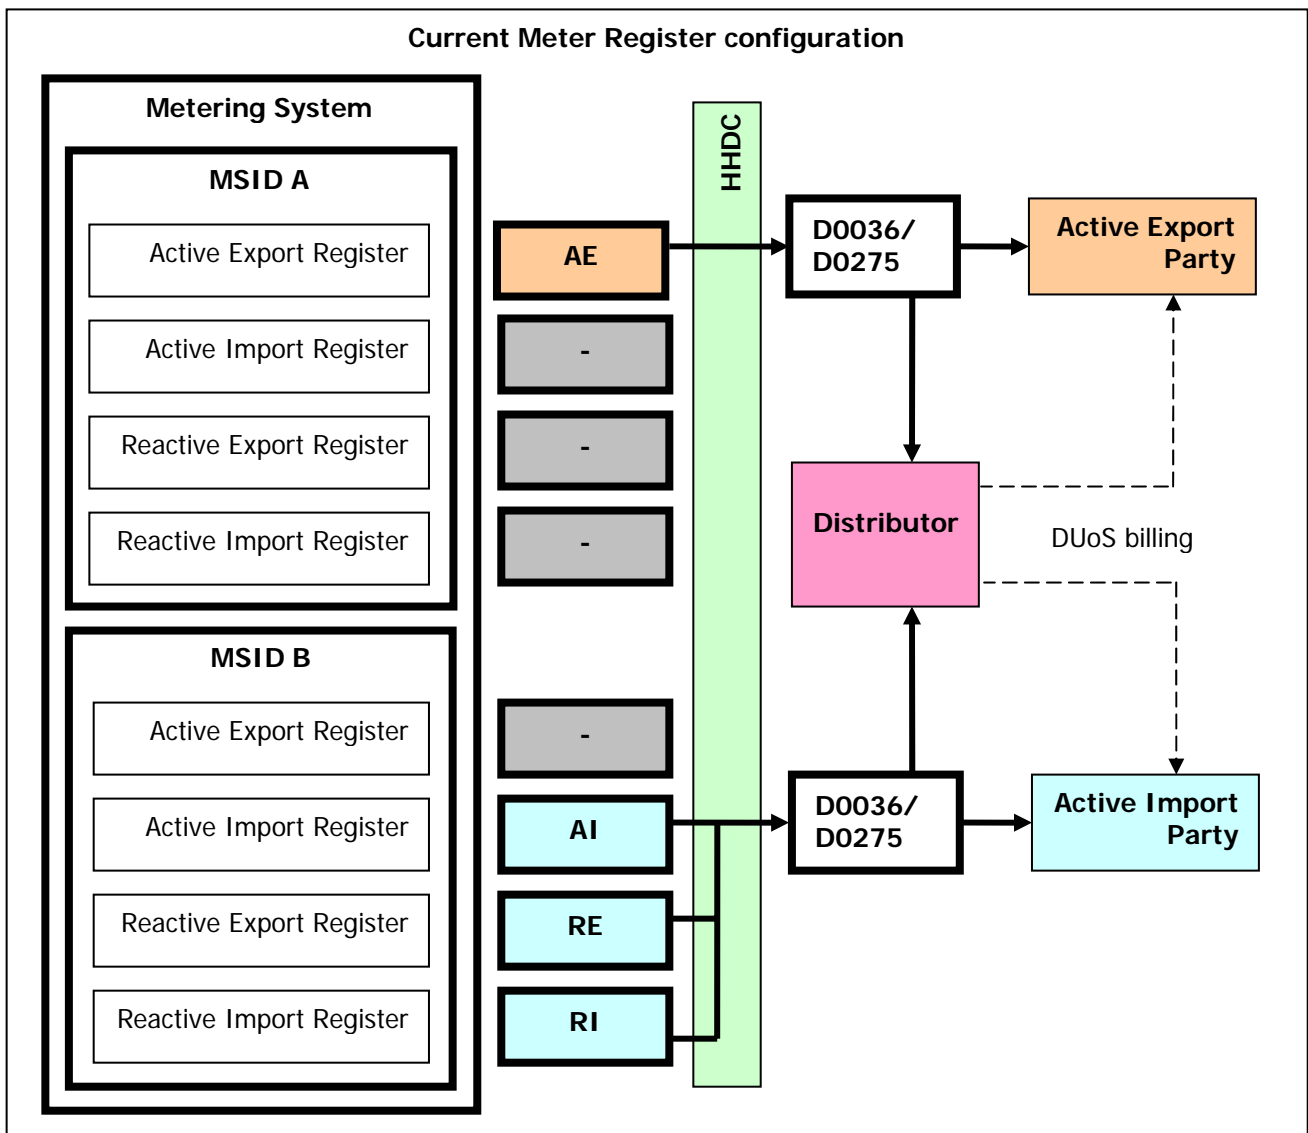 Current Meter Register configuration
Metering System
HHDC
MSID A
Active Export Register
AE
D0036/
D0275
Active Export
Party
Active Import Register
-
Reactive Export Register
-
Reactive Import Register
-
Distributor
DUoS billing
MSID B
Active Export Register
-
Active Import Register
AI
D0036/
D0275
Active Import
Party
Reactive Export Register
RE
Reactive Import Register
RI